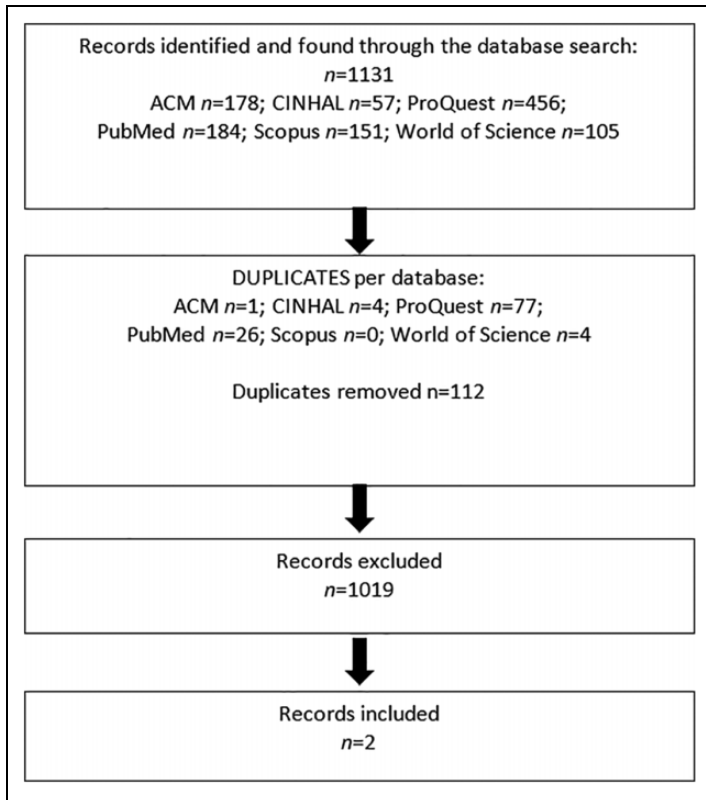 Records identified and found through the database search:
n=1131
ACM n=178; CINHAL n=57; ProQuest n=456;
PubMed n=184; Scopus n=151; World of Science n=105
DUPLICATES per database:
ACM n=1; CINHAL n=4; ProQuest n=77;
PubMed n=26; Scopus n=0; World of Science n=4
Duplicates removed n=112
Records excluded
n=1019
Records included
n=2